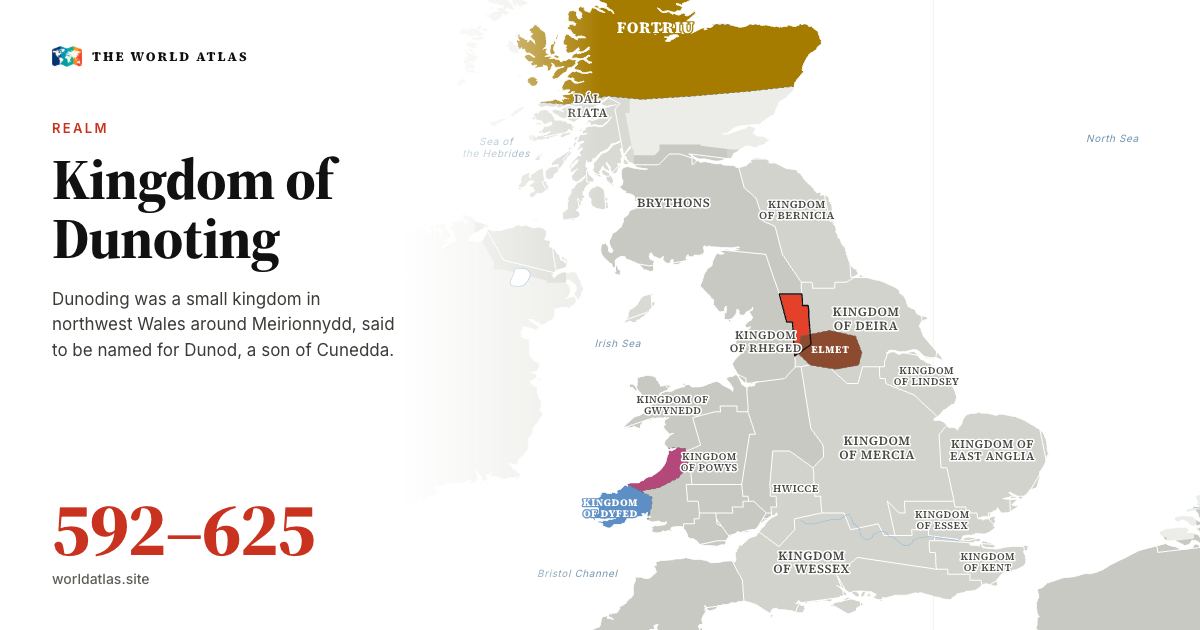 THE WORLD ATLAS
REALM
Kingdom of
Dunoting
Dunoding was a small kingdom in
northwest Wales around Meirionnydd, said
to be named for Dunod, a son of Cunedda.
592–625
worldatlas.site
FORTRIU
DÁL
RIATA
Sea of
the Hebrides
North Sea
BRYTHONS
KINGDOM
OF BERNICIA
KINGDOM
OF DEIRA
KINGDOM
OF RHEGED
ELMET
Irish Sea
KINGDOM
OF LINDSEY
KINGDOM OF
GWYNEDD
KINGDOM
OF POWYS
KINGDOM
OF MERCIA
KINGDOM OF
EAST ANGLIA
HWICCE
KINGDOM
OF DYFED
KINGDOM
OF ESSEX
KINGDOM
OF WESSEX
KINGDOM
OF KENT
Bristol Channel